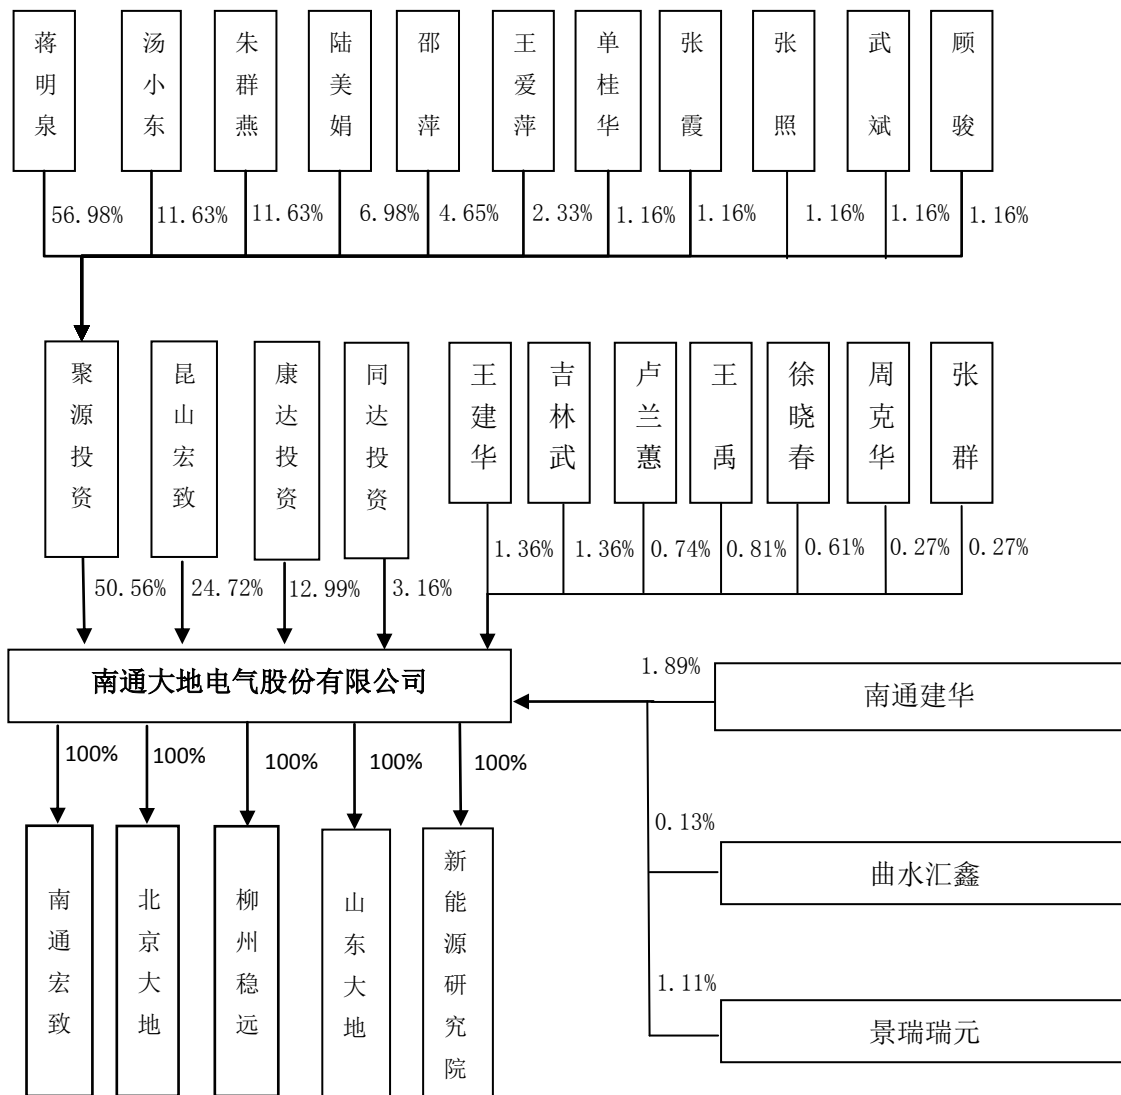 蒋明泉
汤小东
朱群燕
陆美娟
邵萍
王爱萍
单桂华
张霞
张照
武斌
顾骏
56.98%
11.63%
11.63%
6.98%
4.65%
2.33%
1.16%
1.16%
1.16%
1.16%
1.16%
聚源投资
昆山宏致
康达投资
同达投资
王建华
吉林武
卢兰蕙
王禹
徐晓春
周克华
张群
1.36%
1.36%
0.74%
0.81%
0.61%
0.27%
0.27%
50.56%
24.72%
12.99%
3.16%
南通大地电气股份有限公司
1.89%
南通建华
100%
100%
100%
100%
100%
0.13%
曲水汇鑫
1.11%
景瑞瑞元
南通宏致
北京大地
柳州稳远
山东大地
新能源研究院